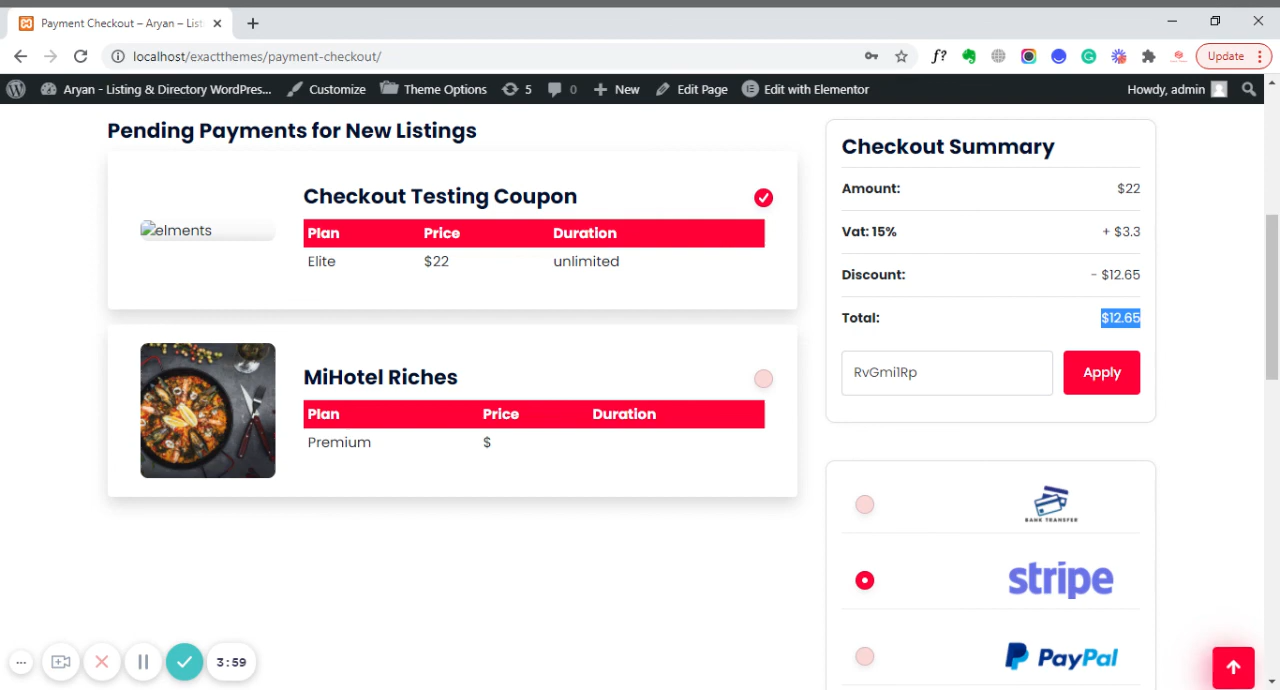 Payment Checkout – Aryan – List
localhost/exactthemes/payment-checkout/
f?
Update
Aryan - Listing & Directory WordPres...
Customize
Theme Options
5
0
New
Edit Page
Edit with Elementor
Howdy, admin
Pending Payments for New Listings
Checkout Testing Coupon
elments
Plan Price Duration
Elite $22 unlimited
MiHotel Riches
Plan Price Duration
Premium $
Checkout Summary
Amount: $22
Vat: 15% + $3.3
Discount: - $12.65
Total: $12.65
RvGmi1Rp
Apply
BANK TRANSFER
stripe
PayPal
3:59